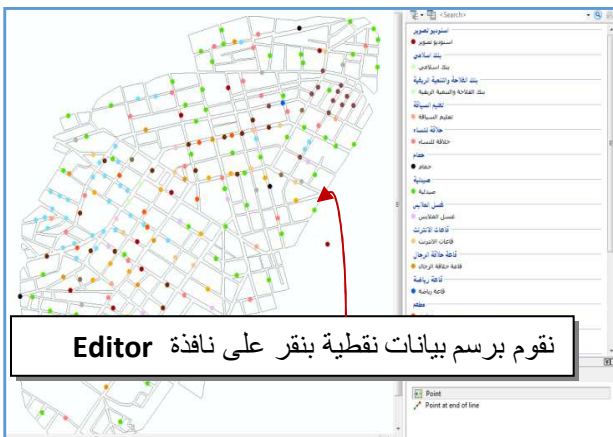 <Search>
استوديو تصوير
استوديو تصوير
بنك اسلامي
بنك اسلامي
بنك الفلاحة والتنمية الريفية
بنك الفلاحة والتنمية الريفية
تعليم السياقة
تعليم السياقة
حلاقة للنساء
حلاقة للنساء
حمام
حمام
صيدلية
صيدلية
غسل الملابس
غسل الملابس
قاعات الانترنت
قاعات الانترنت
قاعة حلاقة الرجال
قاعة حلاقة الرجال
قاعة رياضة
قاعة رياضة
مطعم
نقوم برسم بيانات نقطية بنقر على نافذة Editor
Point
Point at end of line